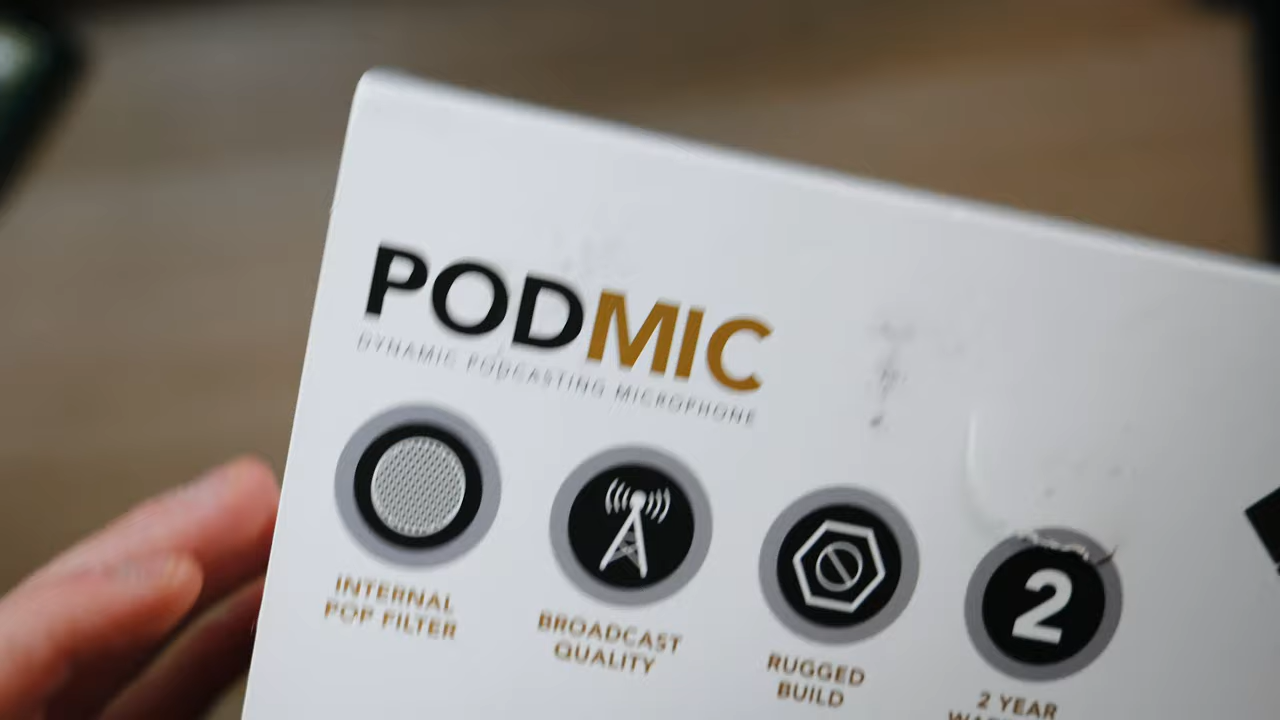 PODMIC
DYNAMIC PODCASTING MICROPHONE
INTERNAL
POP FILTER
BROADCAST
QUALITY
RUGGED
BUILD
2
2 YEAR